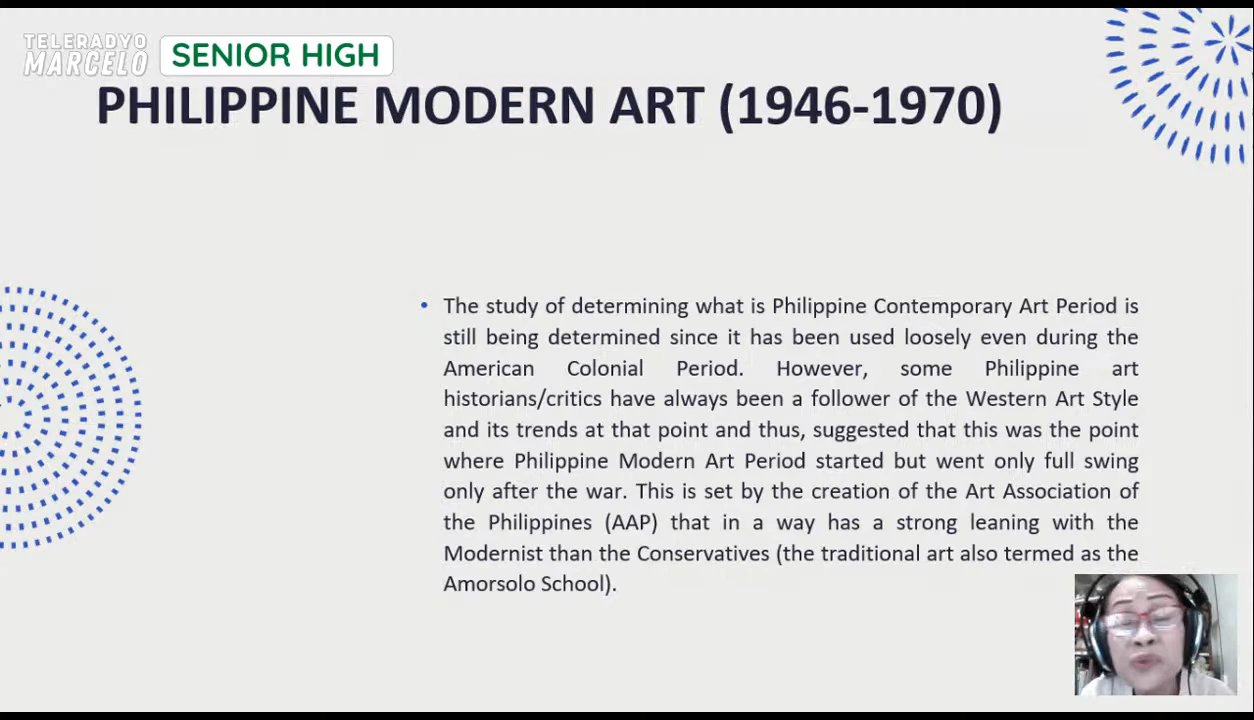 TELERADYO
MARCELO
SENIOR HIGH
PHILIPPINE MODERN ART (1946-1970)
• The study of determining what is Philippine Contemporary Art Period is
still being determined since it has been used loosely even during the
American Colonial Period. However, some Philippine art
historians/critics have always been a follower of the Western Art Style
and its trends at that point and thus, suggested that this was the point
where Philippine Modern Art Period started but went only full swing
only after the war. This is set by the creation of the Art Association of
the Philippines (AAP) that in a way has a strong leaning with the
Modernist than the Conservatives (the traditional art also termed as the
Amorsolo School).